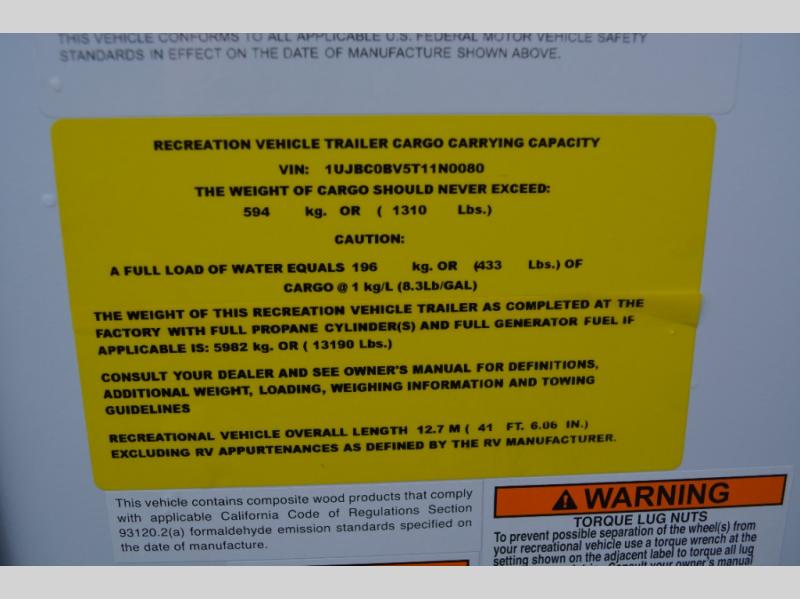 THIS VEHICLE CONFORMS TO ALL APPLICABLE U.S. FEDERAL MOTOR VEHICLE SAFETY
STANDARDS IN EFFECT ON THE DATE OF MANUFACTURE SHOWN ABOVE.
RECREATION VEHICLE TRAILER CARGO CARRYING CAPACITY
VIN: 1UJBC0BV5T11N0080
THE WEIGHT OF CARGO SHOULD NEVER EXCEED:
594 kg. OR ( 1310 Lbs.)
CAUTION:
A FULL LOAD OF WATER EQUALS 196 kg. OR (433 Lbs.) OF
CARGO @ 1 kg/L (8.3Lb/GAL)
THE WEIGHT OF THIS RECREATION VEHICLE TRAILER AS COMPLETED AT THE
FACTORY WITH FULL PROPANE CYLINDER(S) AND FULL GENERATOR FUEL IF
APPLICABLE IS: 5982 kg. OR ( 13190 Lbs.)
CONSULT YOUR DEALER AND SEE OWNER'S MANUAL FOR DEFINITIONS,
ADDITIONAL WEIGHT, LOADING, WEIGHING INFORMATION AND TOWING
GUIDELINES
RECREATIONAL VEHICLE OVERALL LENGTH 12.7 M ( 41 FT. 6.06 IN.)
EXCLUDING RV APPURTENANCES AS DEFINED BY THE RV MANUFACTURER.
This vehicle contains composite wood products that comply
with applicable California Code of Regulations Section
93120.2(a) formaldehyde emission standards specified on
the date of manufacture.
WARNING
TORQUE LUG NUTS
To prevent possible separation of the wheel(s) from
your recreational vehicle use a torque wrench at the
setting shown on the adjacent label to torque all lug
Consult your owner's manual